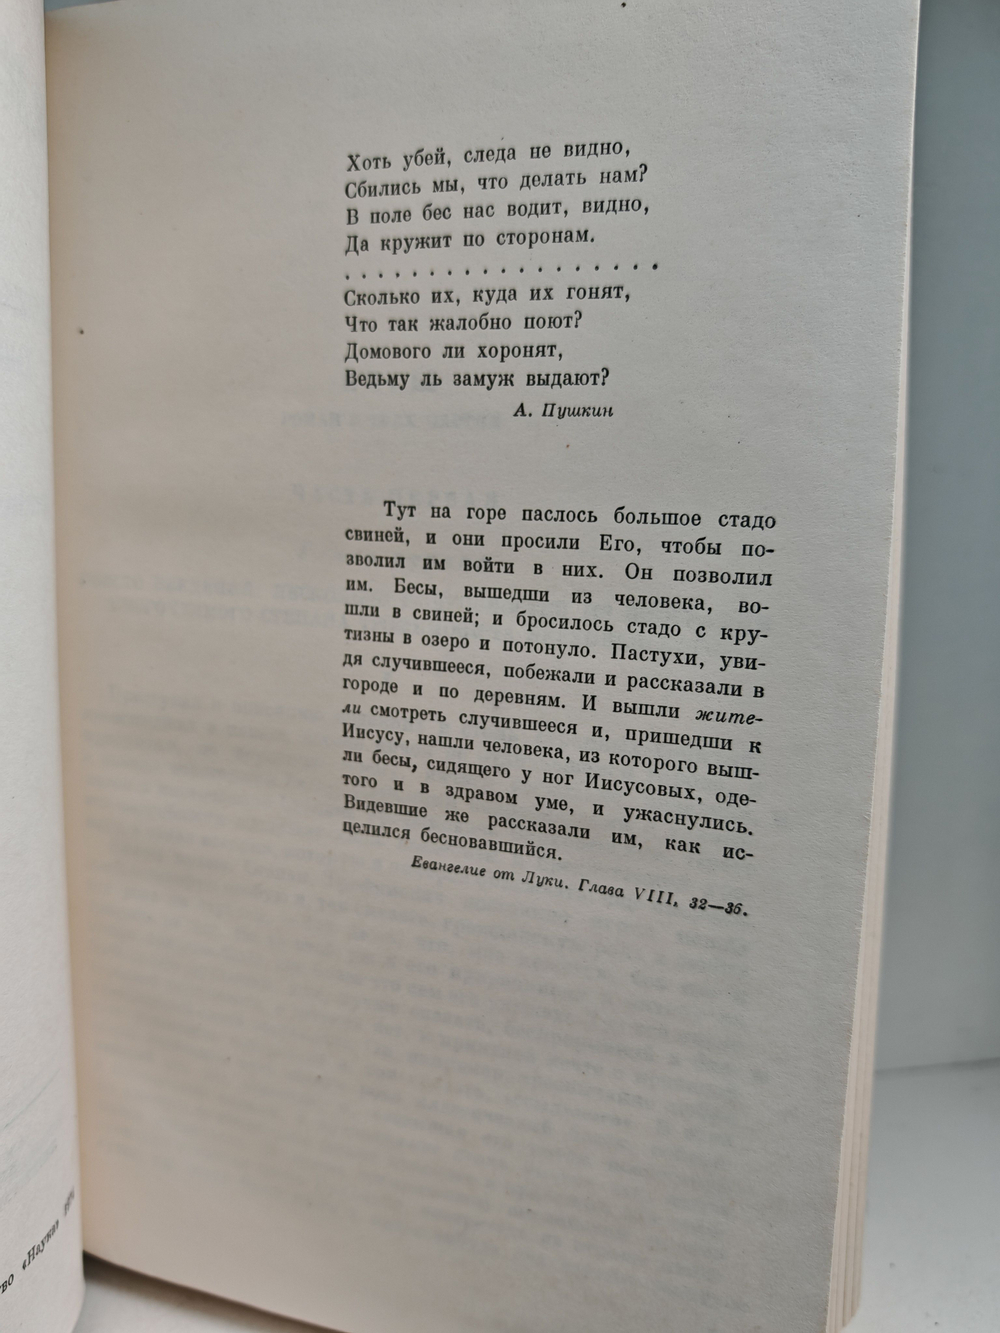 Хоть убей, следа не видно,
Сбились мы, что делать нам?
В поле бес нас водит, видно,
Да кружит по сторонам.
. . . . . . . . . . . . . . . . .
Сколько их, куда их гонят,
Что так жалобно поют?
Домового ли хоронят,
Ведьму ль замуж выдают?
А. Пушкин
Тут на горе паслось большое стадо
свиней, и они просили Его, чтобы по-
зволил им войти в них. Он позволил
им. Бесы, вышедши из человека, во-
шли в свиней; и бросилось стадо с кру-
тизны в озеро и потонуло. Пастухи, уви-
дя случившееся, побежали и рассказали в
городе и по деревням. И вышли жите-
ли смотреть случившееся и, пришедши к
Иисусу, нашли человека, из которого выш-
ли бесы, сидящего у ног Иисусовых, оде-
того и в здравом уме, и ужаснулись.
Видевшие же рассказали им, как ис-
целился бесновавшийся.
Евангелие от Луки. Глава VIII, 32—36.
«Наука»